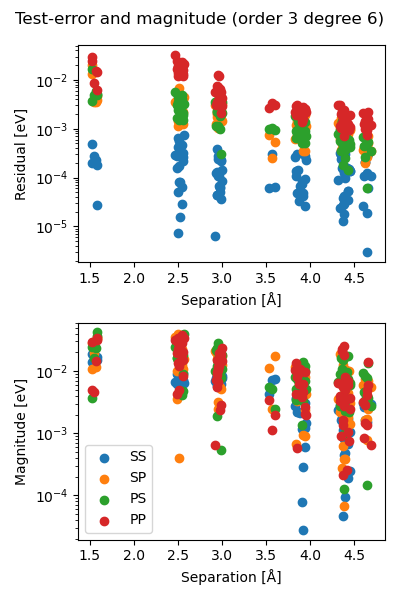 Test-error and magnitude (order 3 degree 6)
Residual [eV]
10⁻²
10⁻³
10⁻⁴
10⁻⁵
1.5 2.0 2.5 3.0 3.5 4.0 4.5
Separation [Å]
Magnitude [eV]
10⁻²
10⁻³
10⁻⁴
SS
SP
PS
PP
1.5 2.0 2.5 3.0 3.5 4.0 4.5
Separation [Å]